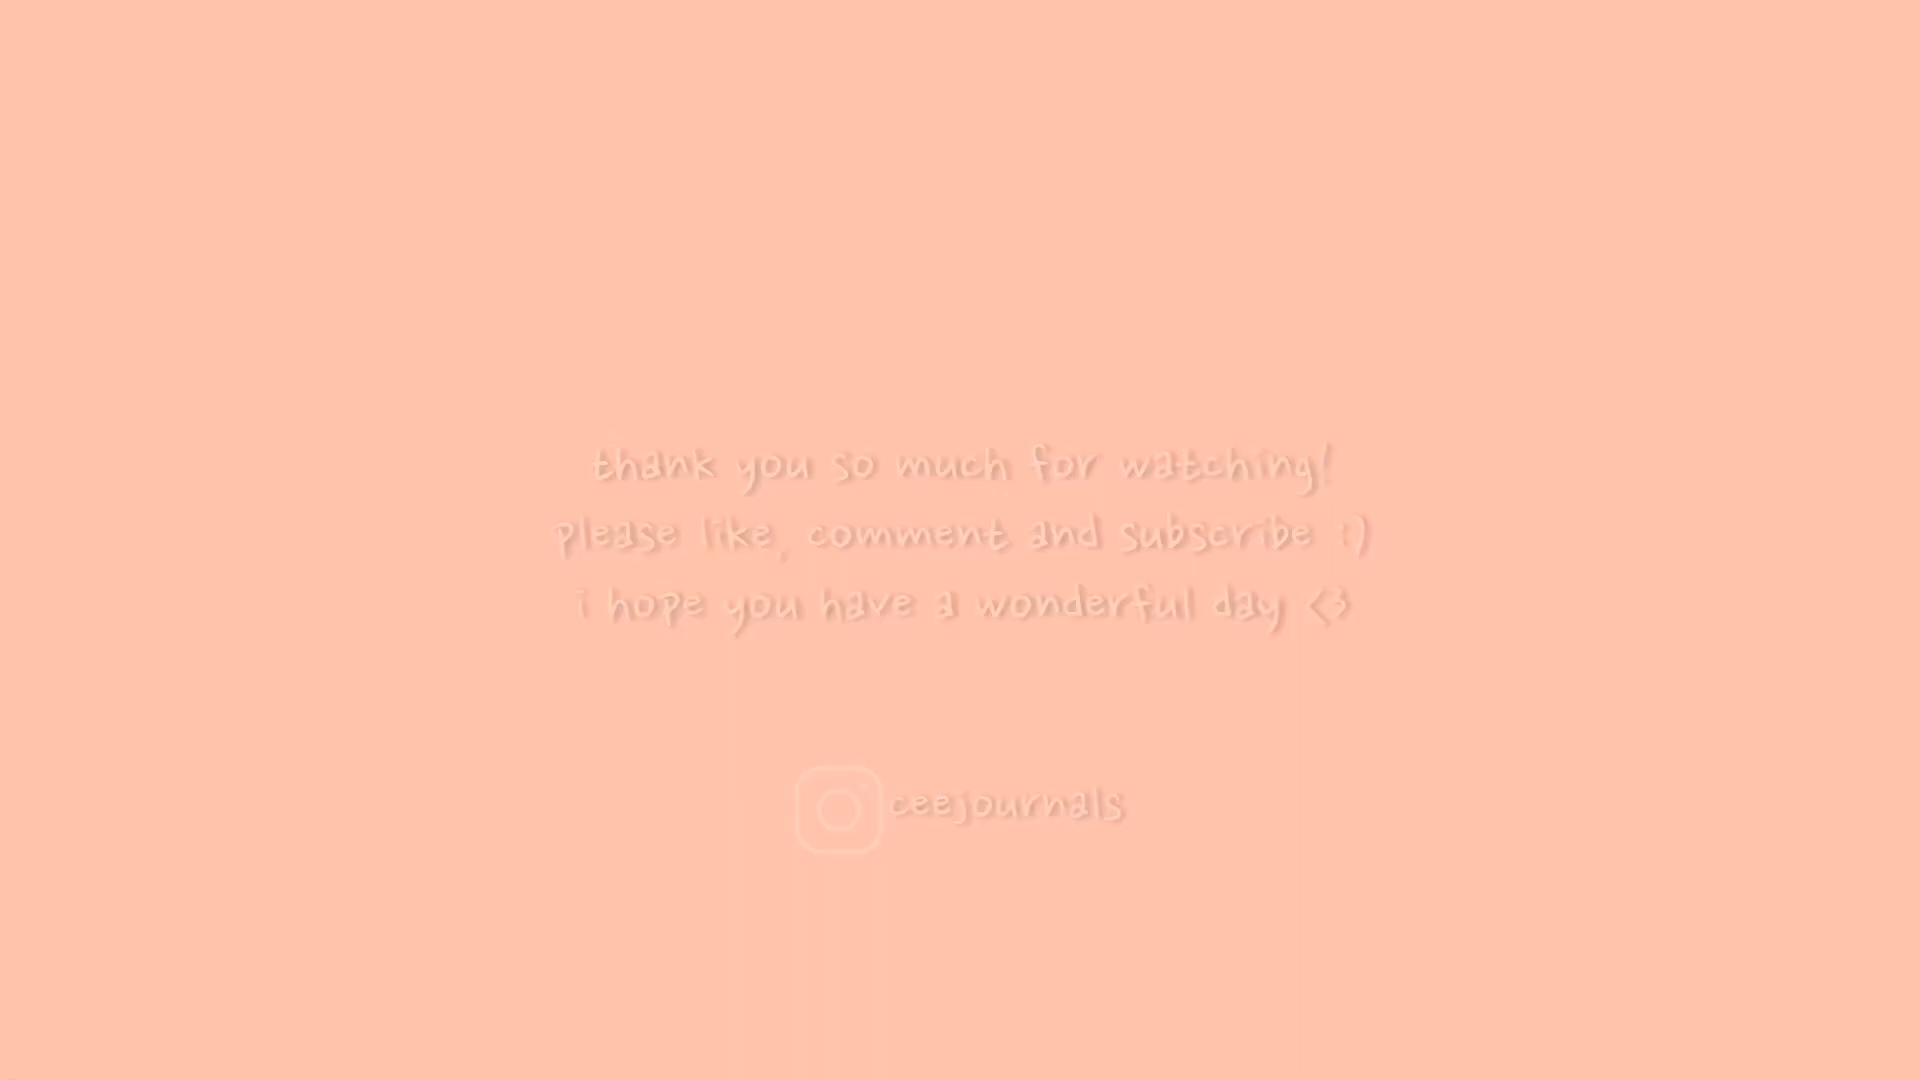 thank you so much for watching!
please like, comment and subscribe :)
i hope you have a wonderful day <3
ceejournals